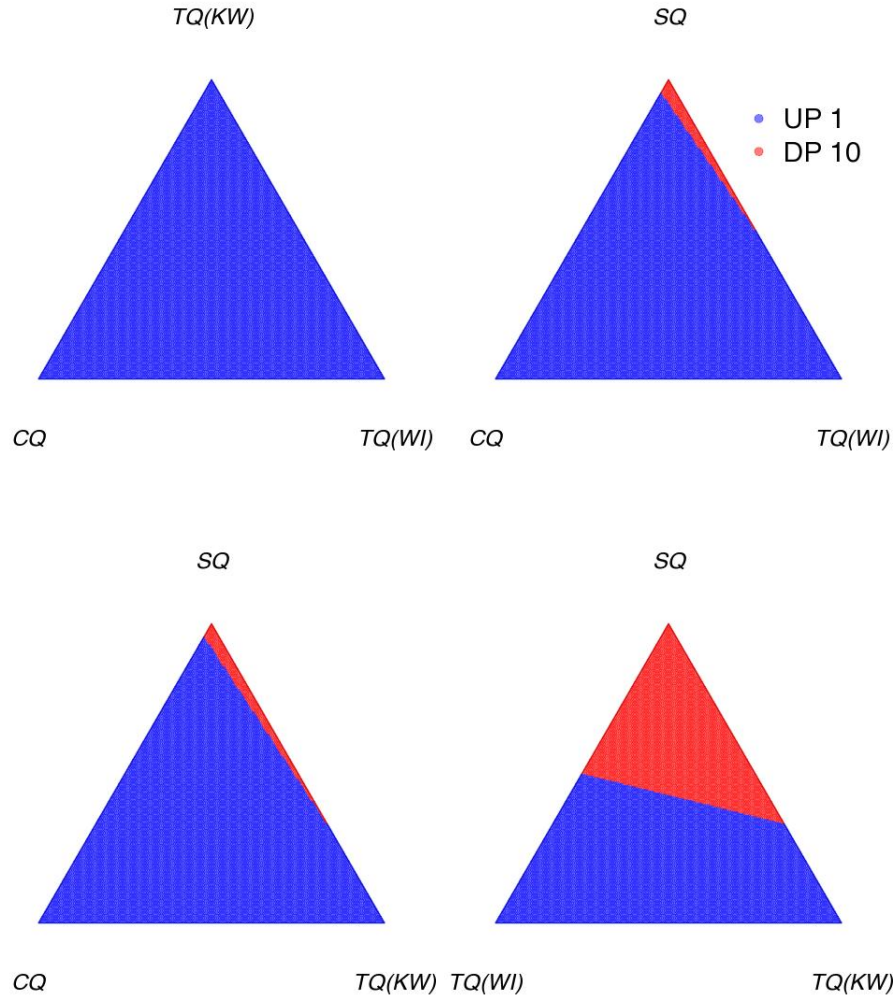 TQ(KW)
SQ
UP 1
DP 10
CQ
TQ(WI)
CQ
TQ(WI)
SQ
SQ
CQ
TQ(KW)
TQ(WI)
TQ(KW)